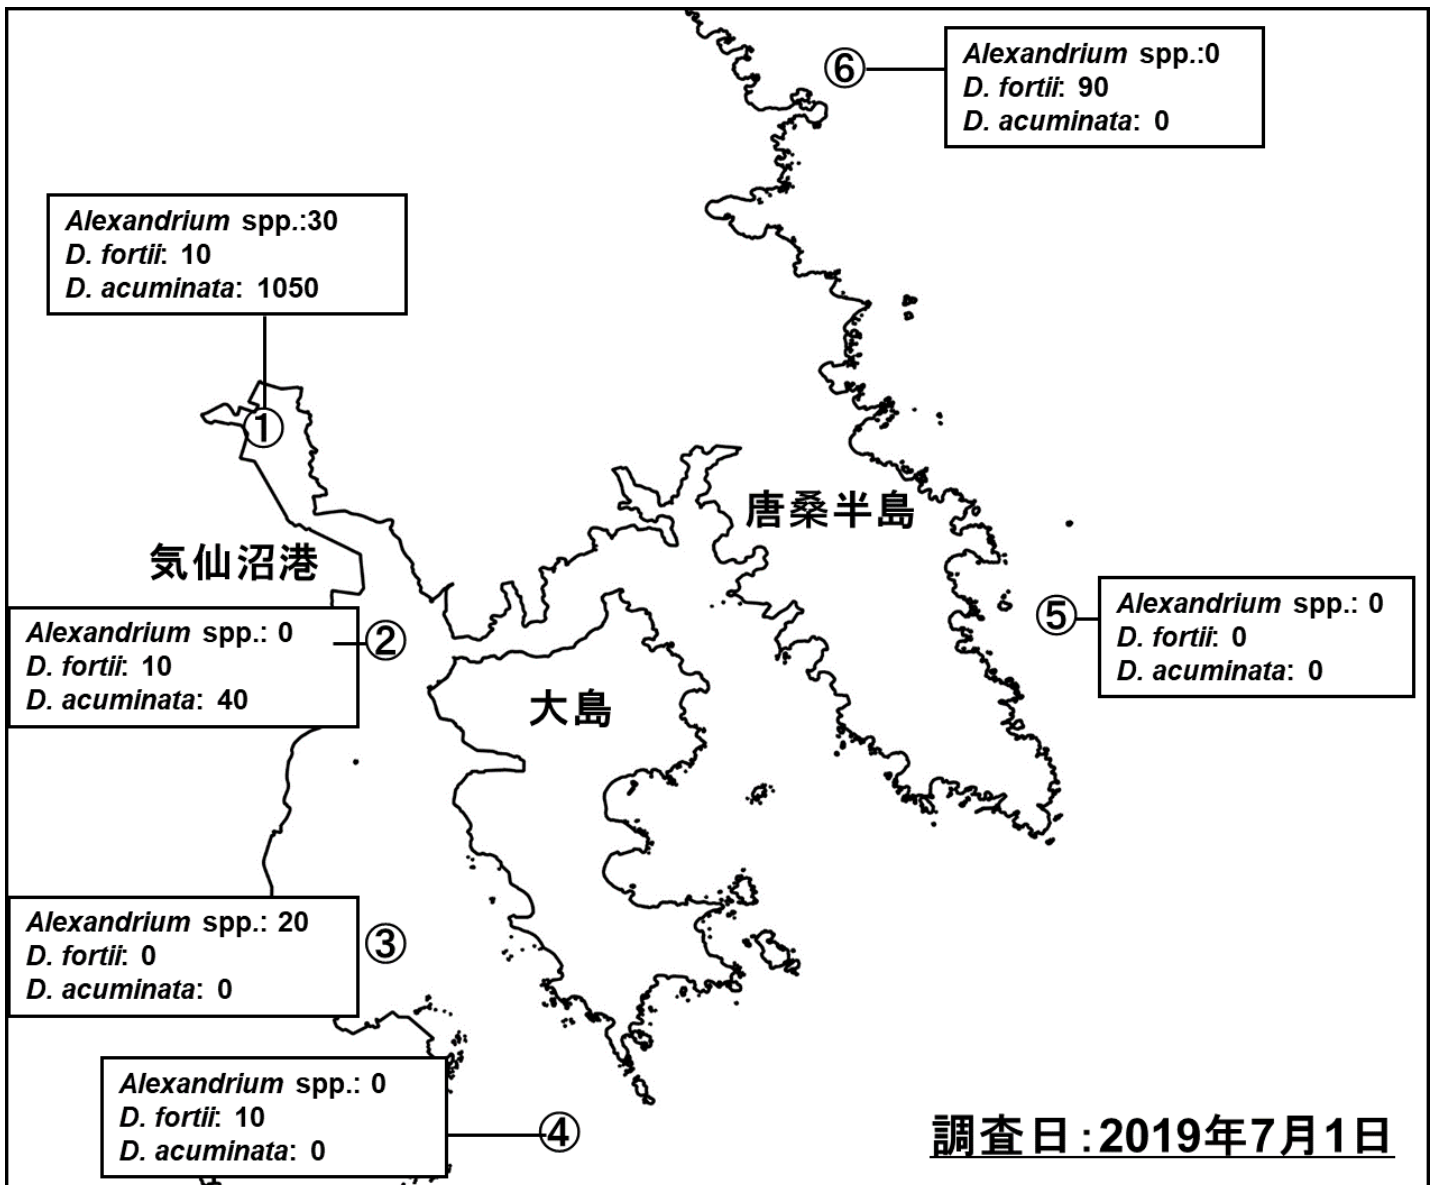 ⑥
Alexandrium spp.:0
D. fortii: 90
D. acuminata: 0
Alexandrium spp.:30
D. fortii: 10
D. acuminata: 1050
①
唐桑半島
気仙沼港
Alexandrium spp.: 0
D. fortii: 10
D. acuminata: 40
②
⑤
Alexandrium spp.: 0
D. fortii: 0
D. acuminata: 0
大島
Alexandrium spp.: 20
D. fortii: 0
D. acuminata: 0
③
Alexandrium spp.: 0
D. fortii: 10
D. acuminata: 0
④
調査日:2019年7月1日